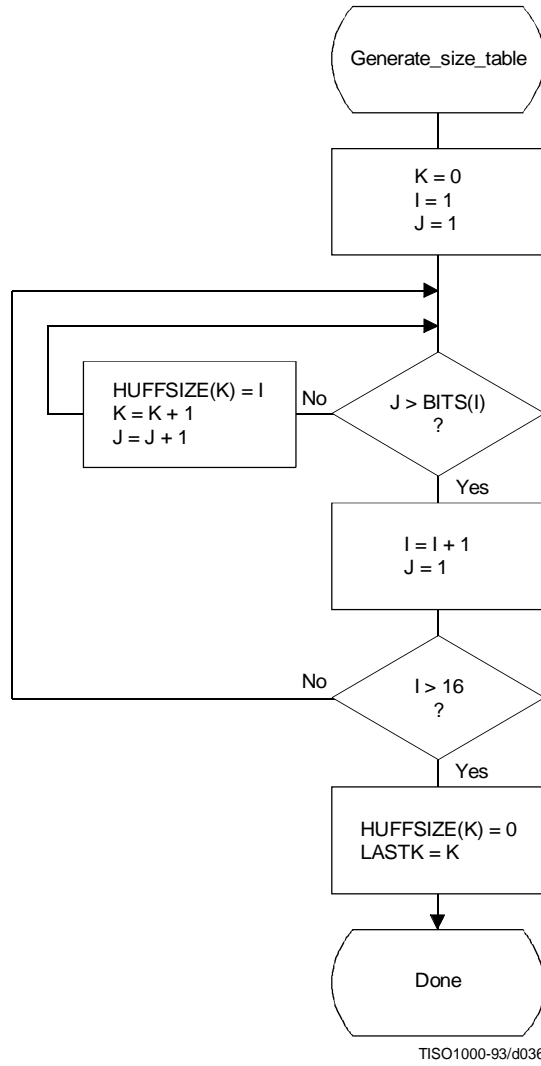 Generate_size_table
K = 0
I = 1
J = 1
HUFFSIZE(K) = I
K = K + 1
J = J + 1
No
J > BITS(I)
?
Yes
I = I + 1
J = 1
No
I > 16
?
Yes
HUFFSIZE(K) = 0
LASTK = K
Done
TISO1000-93/d036